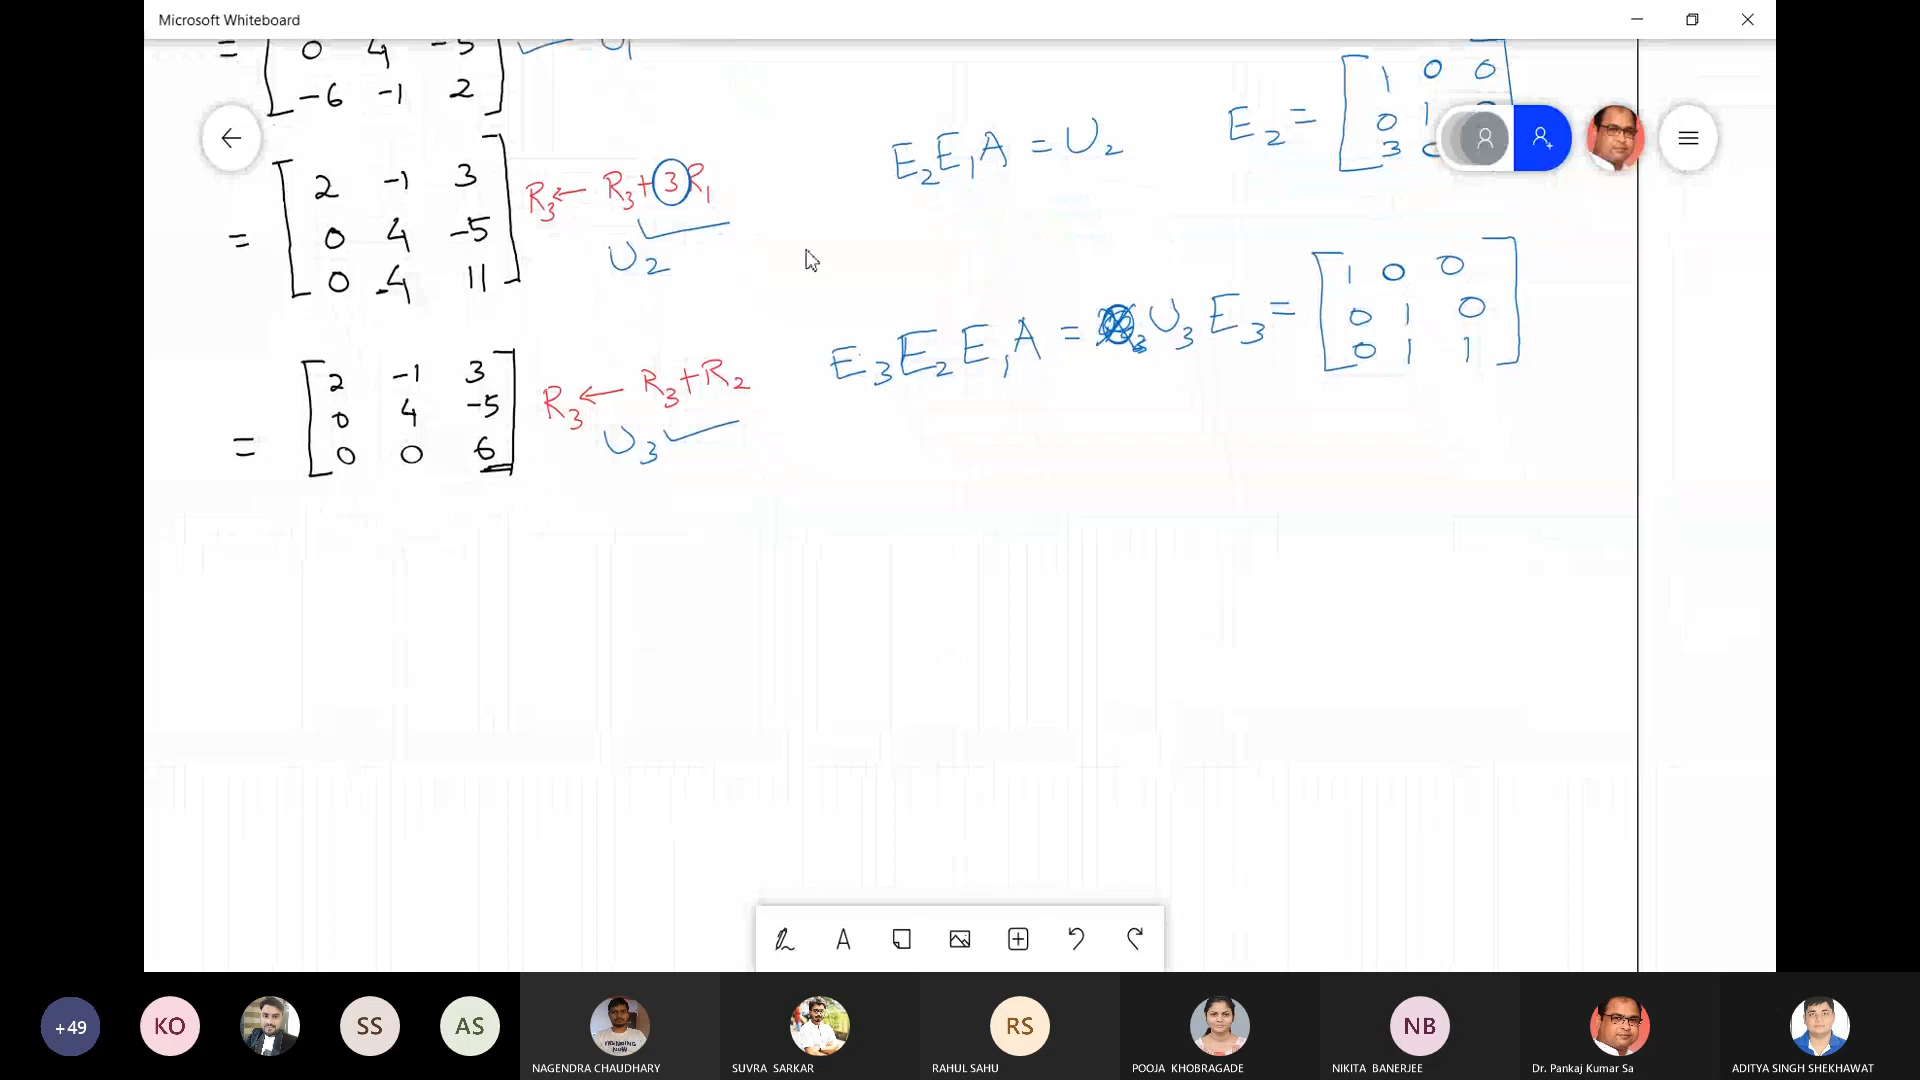 Microsoft Whiteboard
= [ 0 4 -5 U₁
-6 -1 2 ]
= [ 2 -1 3
0 4 -5
0 -4 11 ]
R₃ ← R₃+3R₁
U₂
= [ 2 -1 3
0 4 -5
0 0 6 ]
R₃ ← R₃+R₂
U₃
E₂E₁A = U₂
E₂ = [ 1 0 0
0 1
3
E₃E₂E₁A = U₃
E₃ = [ 1 0 0
0 1 0
0 1 1 ]
A
+49
KO
SS
AS
RS
NB
TRENDING
NOW
NAGENDRA CHAUDHARY
SUVRA SARKAR
RAHUL SAHU
POOJA KHOBRAGADE
NIKITA BANERJEE
Dr. Pankaj Kumar Sa
ADITYA SINGH SHEKHAWAT